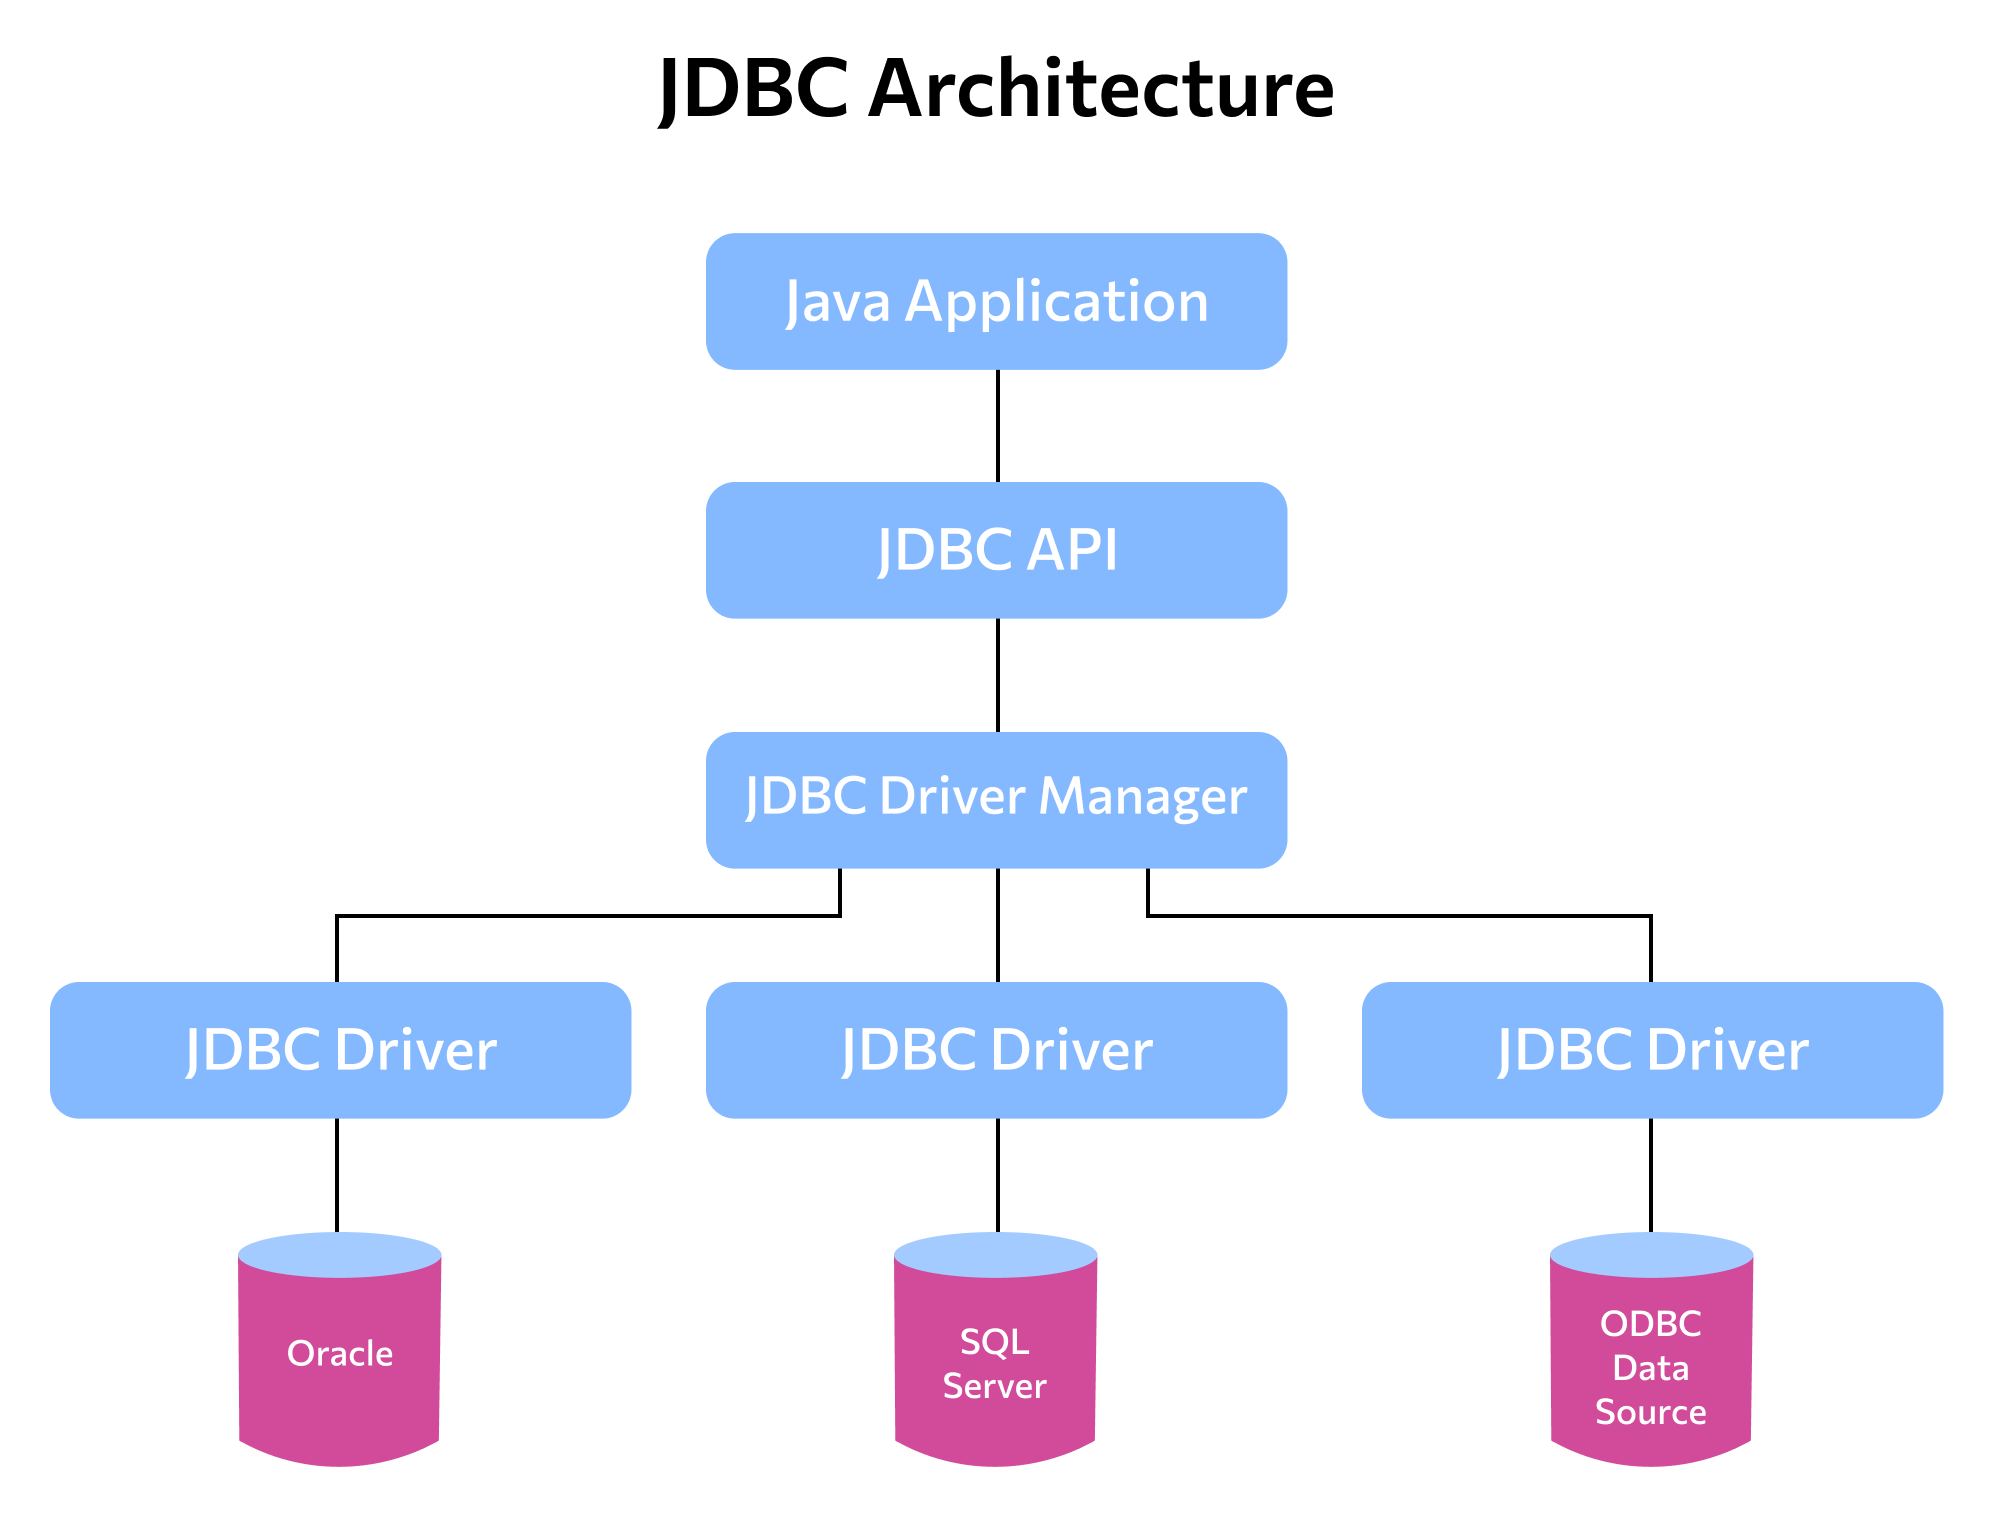 JDBC Architecture
Java Application
JDBC API
JDBC Driver Manager
JDBC Driver
JDBC Driver
JDBC Driver
Oracle
SQL
Server
ODBC
Data
Source